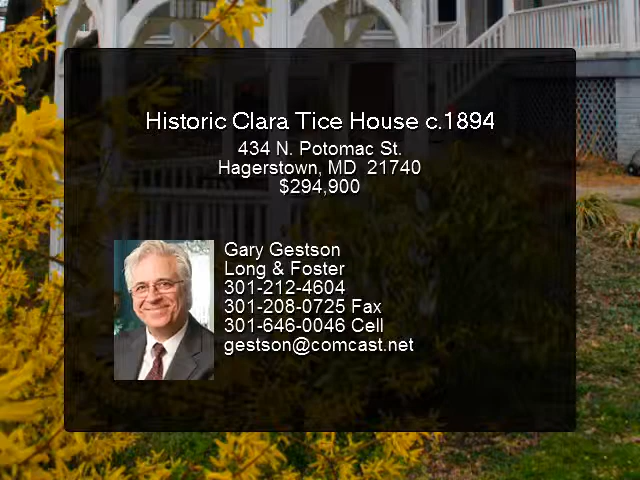 Historic Clara Tice House c.1894
434 N. Potomac St.
Hagerstown, MD  21740
$294,900
Gary Gestson
Long & Foster
301-212-4604
301-208-0725 Fax
301-646-0046 Cell
gestson@comcast.net